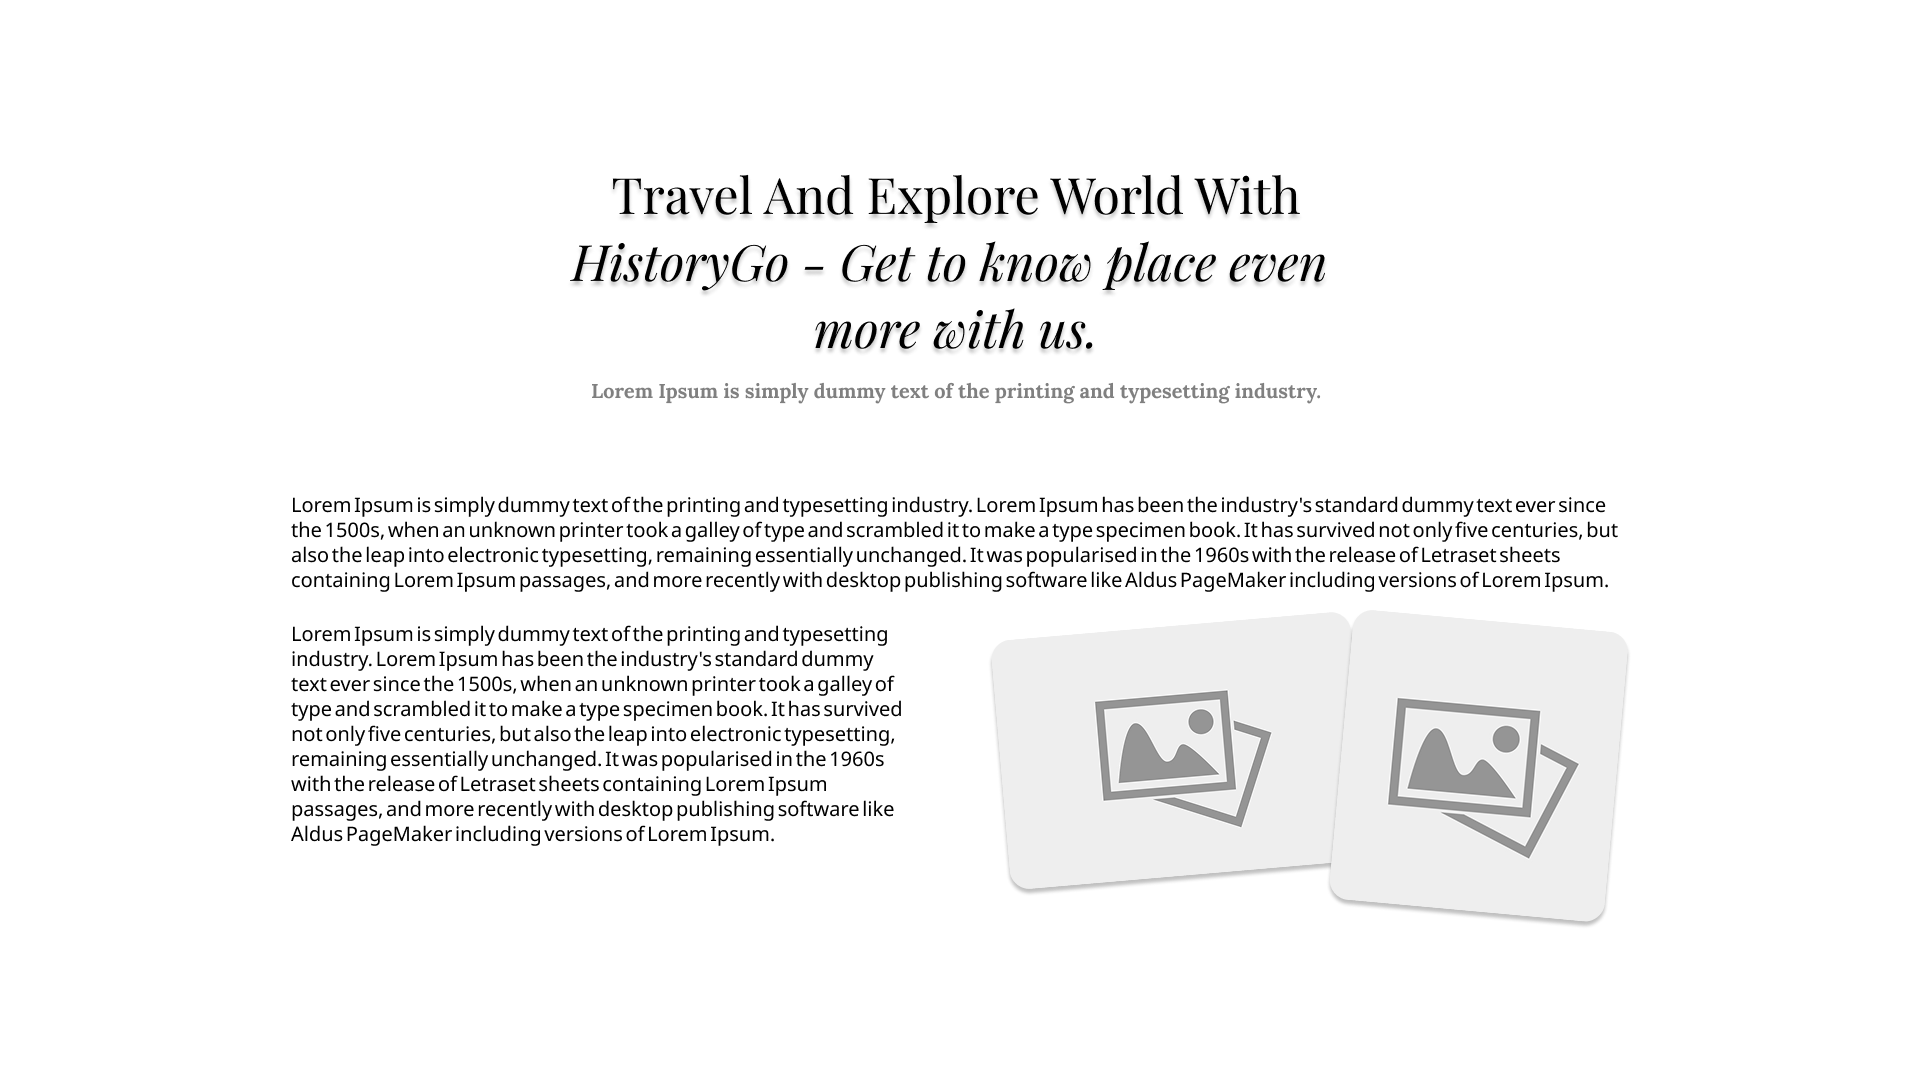 Travel And Explore World With
HistoryGo - Get to know place even
more with us.
Lorem Ipsum is simply dummy text of the printing and typesetting industry.
Lorem Ipsum is simply dummy text of the printing and typesetting industry. Lorem Ipsum has been the industry's standard dummy text ever since
the 1500s, when an unknown printer took a galley of type and scrambled it to make a type specimen book. It has survived not only five centuries, but
also the leap into electronic typesetting, remaining essentially unchanged. It was popularised in the 1960s with the release of Letraset sheets
containing Lorem Ipsum passages, and more recently with desktop publishing software like Aldus PageMaker including versions of Lorem Ipsum.
Lorem Ipsum is simply dummy text of the printing and typesetting
industry. Lorem Ipsum has been the industry's standard dummy
text ever since the 1500s, when an unknown printer took a galley of
type and scrambled it to make a type specimen book. It has survived
not only five centuries, but also the leap into electronic typesetting,
remaining essentially unchanged. It was popularised in the 1960s
with the release of Letraset sheets containing Lorem Ipsum
passages, and more recently with desktop publishing software like
Aldus PageMaker including versions of Lorem Ipsum.